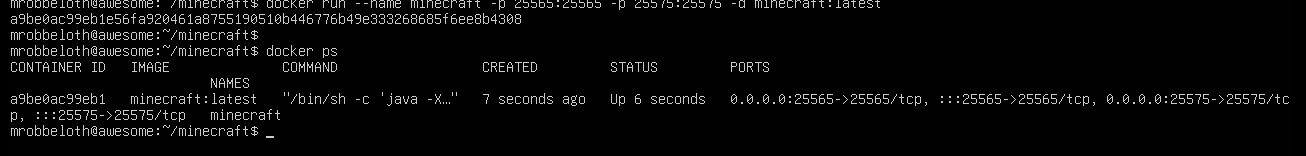 mrobbeloth@awesome:~/minecraft$ docker run --name minecraft -p 25565:25565 -p 25575:25575 -d minecraft:latest
a9be0ac99eb1e56fa920461a8755190510b446776b49e333268685f6ee8b4308
mrobbeloth@awesome:~/minecraft$
mrobbeloth@awesome:~/minecraft$ docker ps
CONTAINER ID   IMAGE              COMMAND                  CREATED         STATUS         PORTS
                         NAMES
a9be0ac99eb1   minecraft:latest   "/bin/sh -c 'java -X…"   7 seconds ago   Up 6 seconds   0.0.0.0:25565->25565/tcp, :::25565->25565/tcp, 0.0.0.0:25575->25575/tc
p, :::25575->25575/tcp   minecraft
mrobbeloth@awesome:~/minecraft$ _